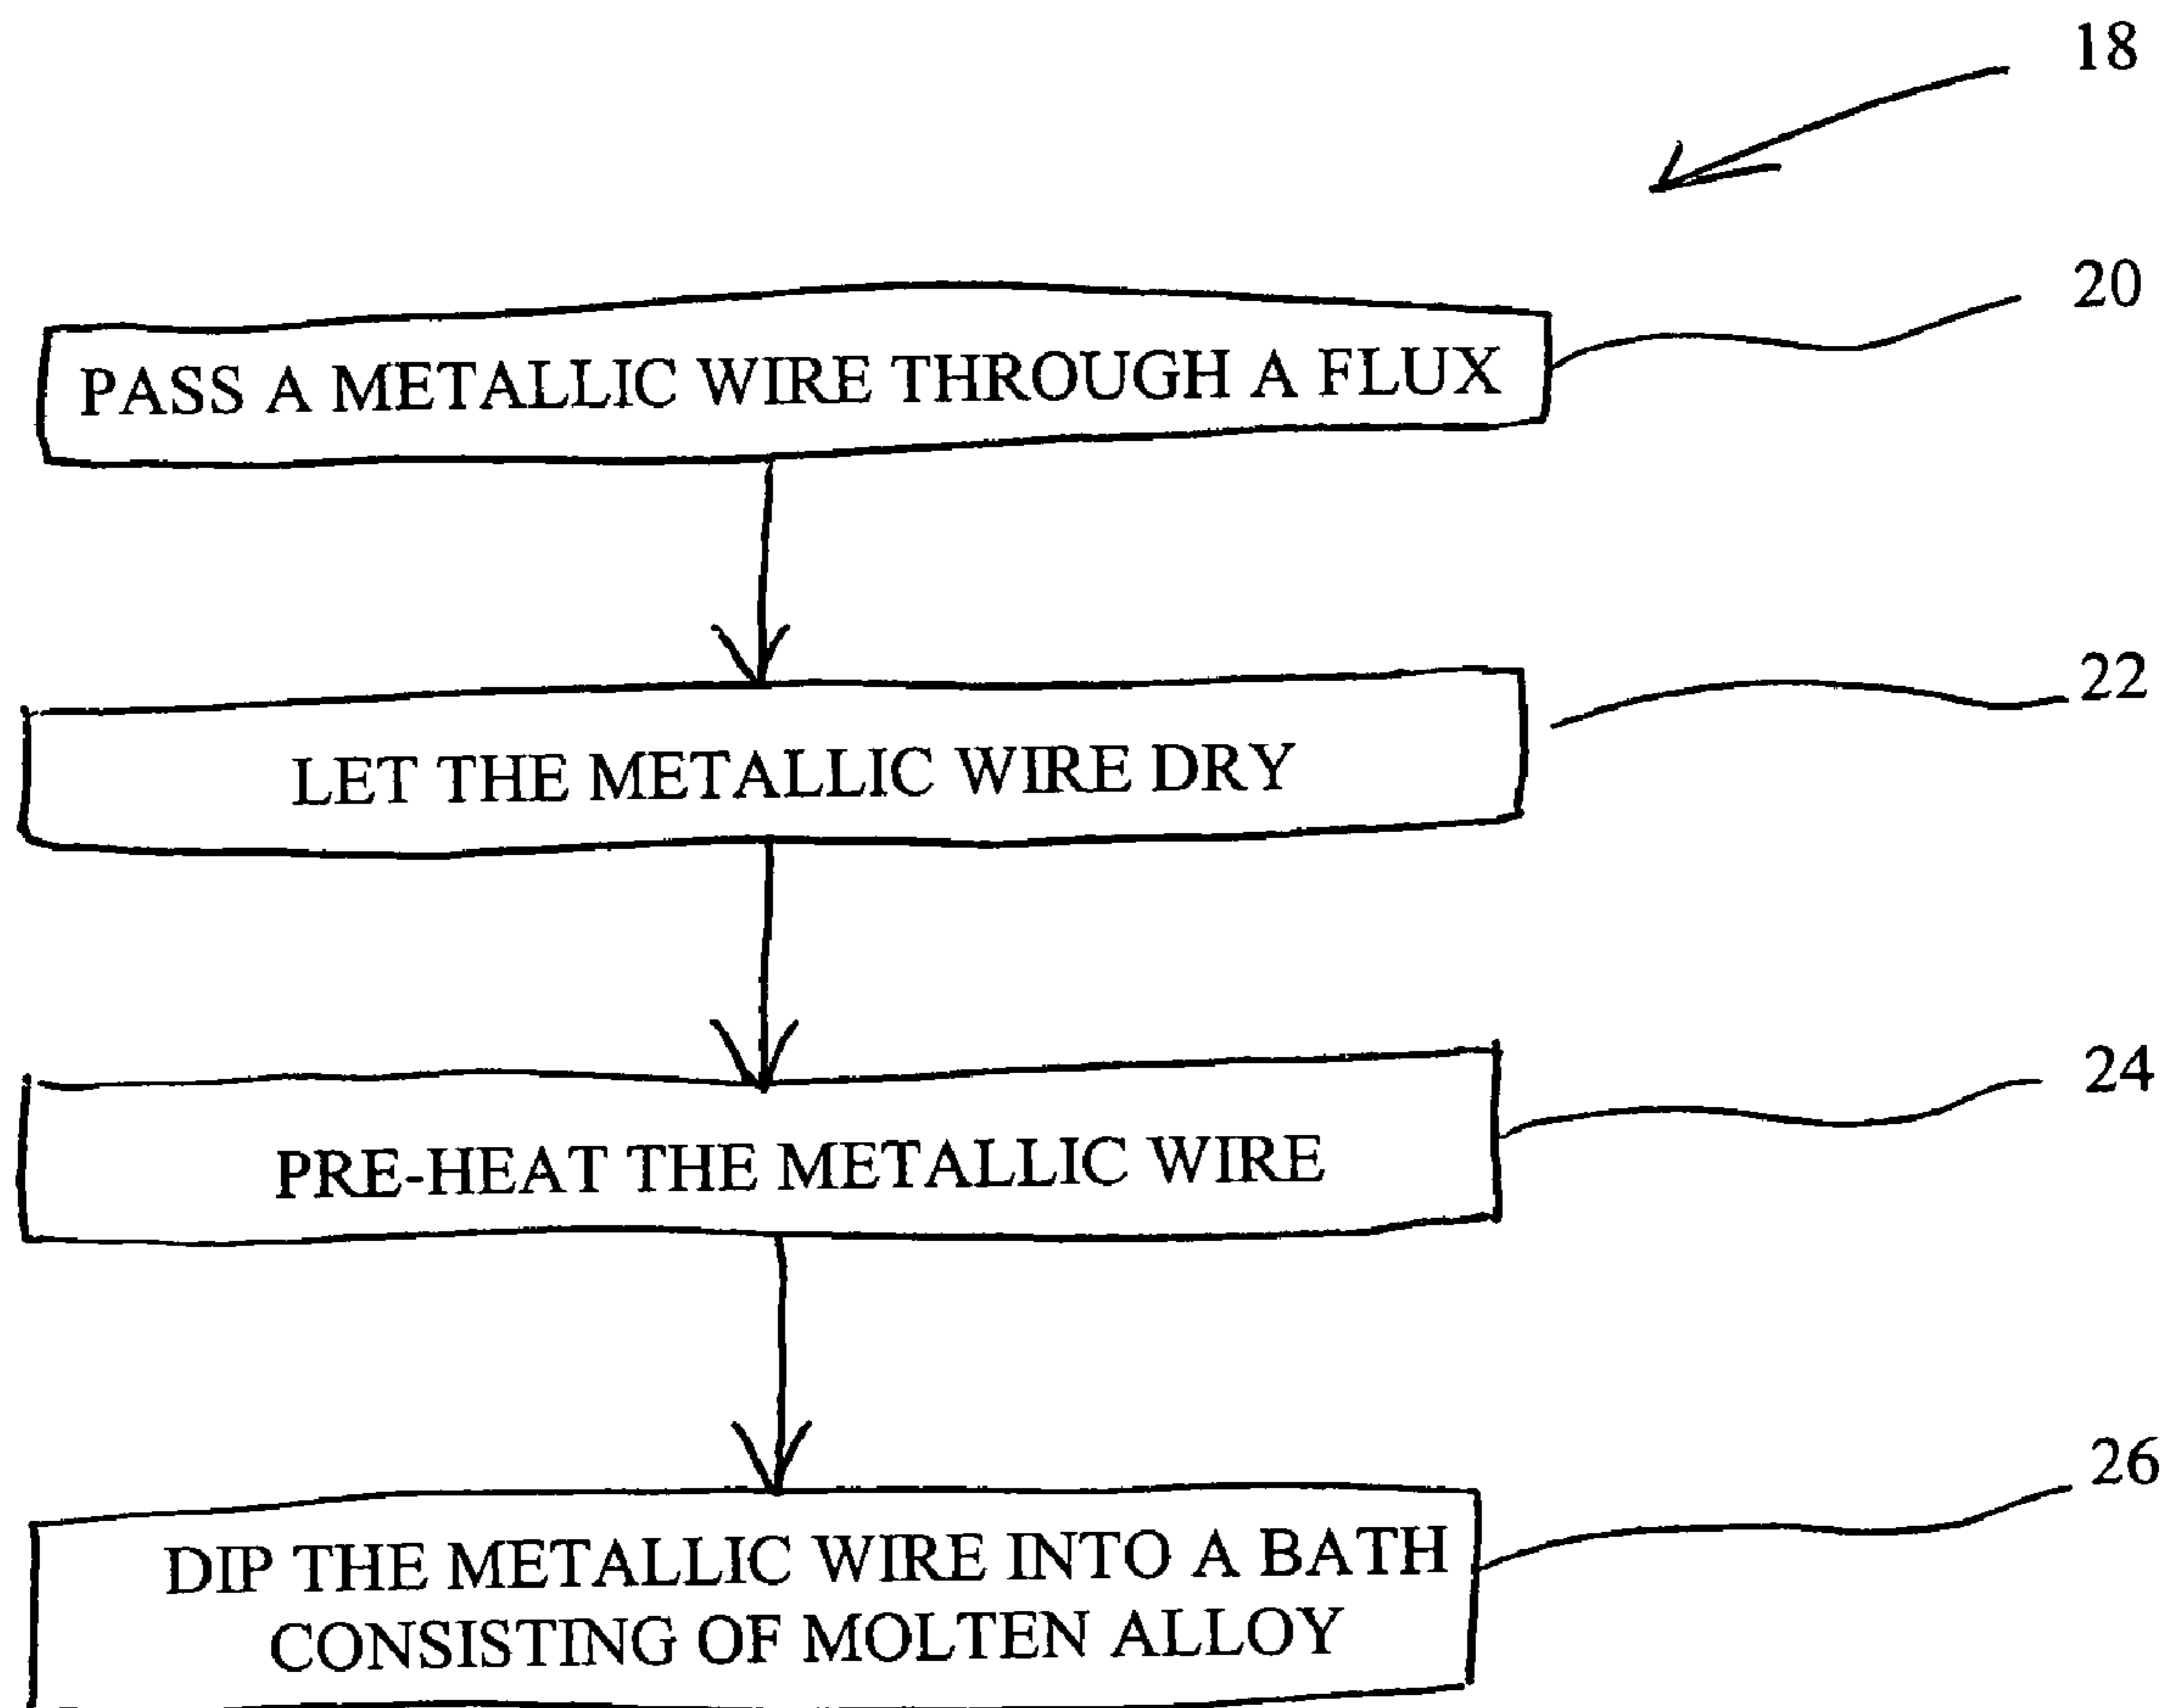 18
20
PASS A METALLIC WIRE THROUGH A FLUX
22
LET THE METALLIC WIRE DRY
24
PRE-HEAT THE METALLIC WIRE
26
DIP THE METALLIC WIRE INTO A BATH
CONSISTING OF MOLTEN ALLOY